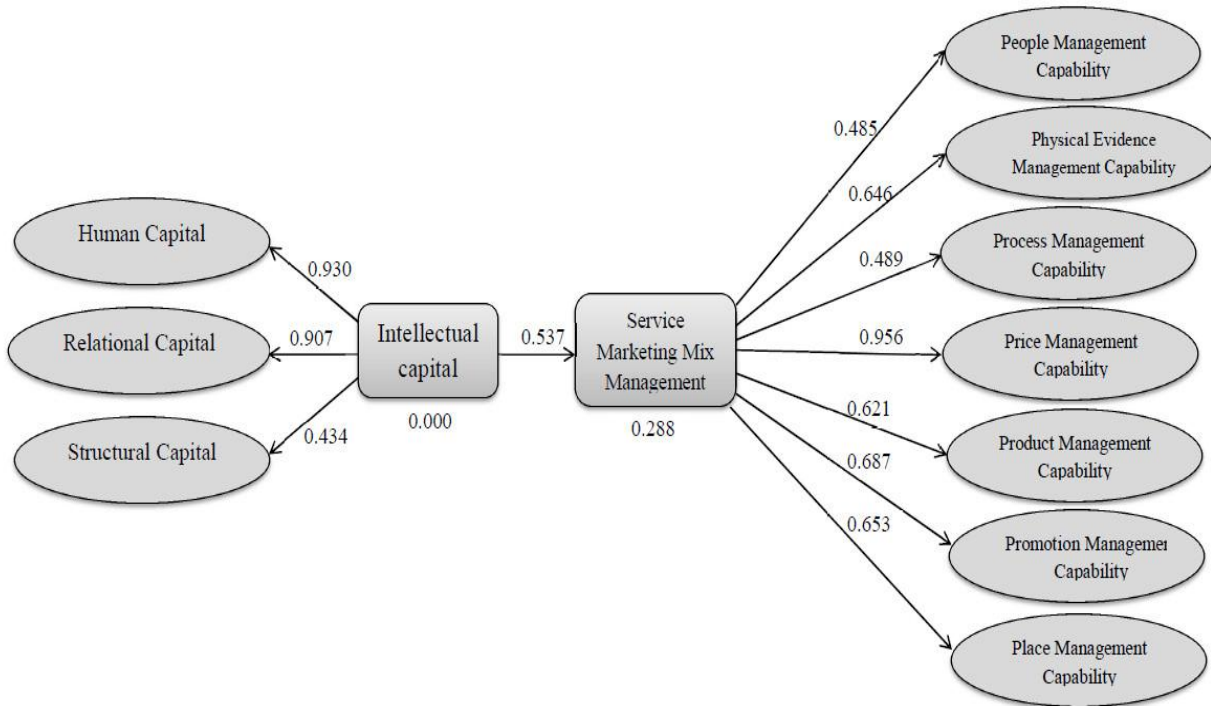 Human Capital
Relational Capital
Structural Capital
0.930
0.907
0.434
Intellectual
capital
0.000
0.537
Service
Marketing Mix
Management
0.288
0.485
0.646
0.489
0.956
0.621
0.687
0.653
People Management
Capability
Physical Evidence
Management Capability
Process Management
Capability
Price Management
Capability
Product Management
Capability
Promotion Managemer
Capability
Place Management
Capability